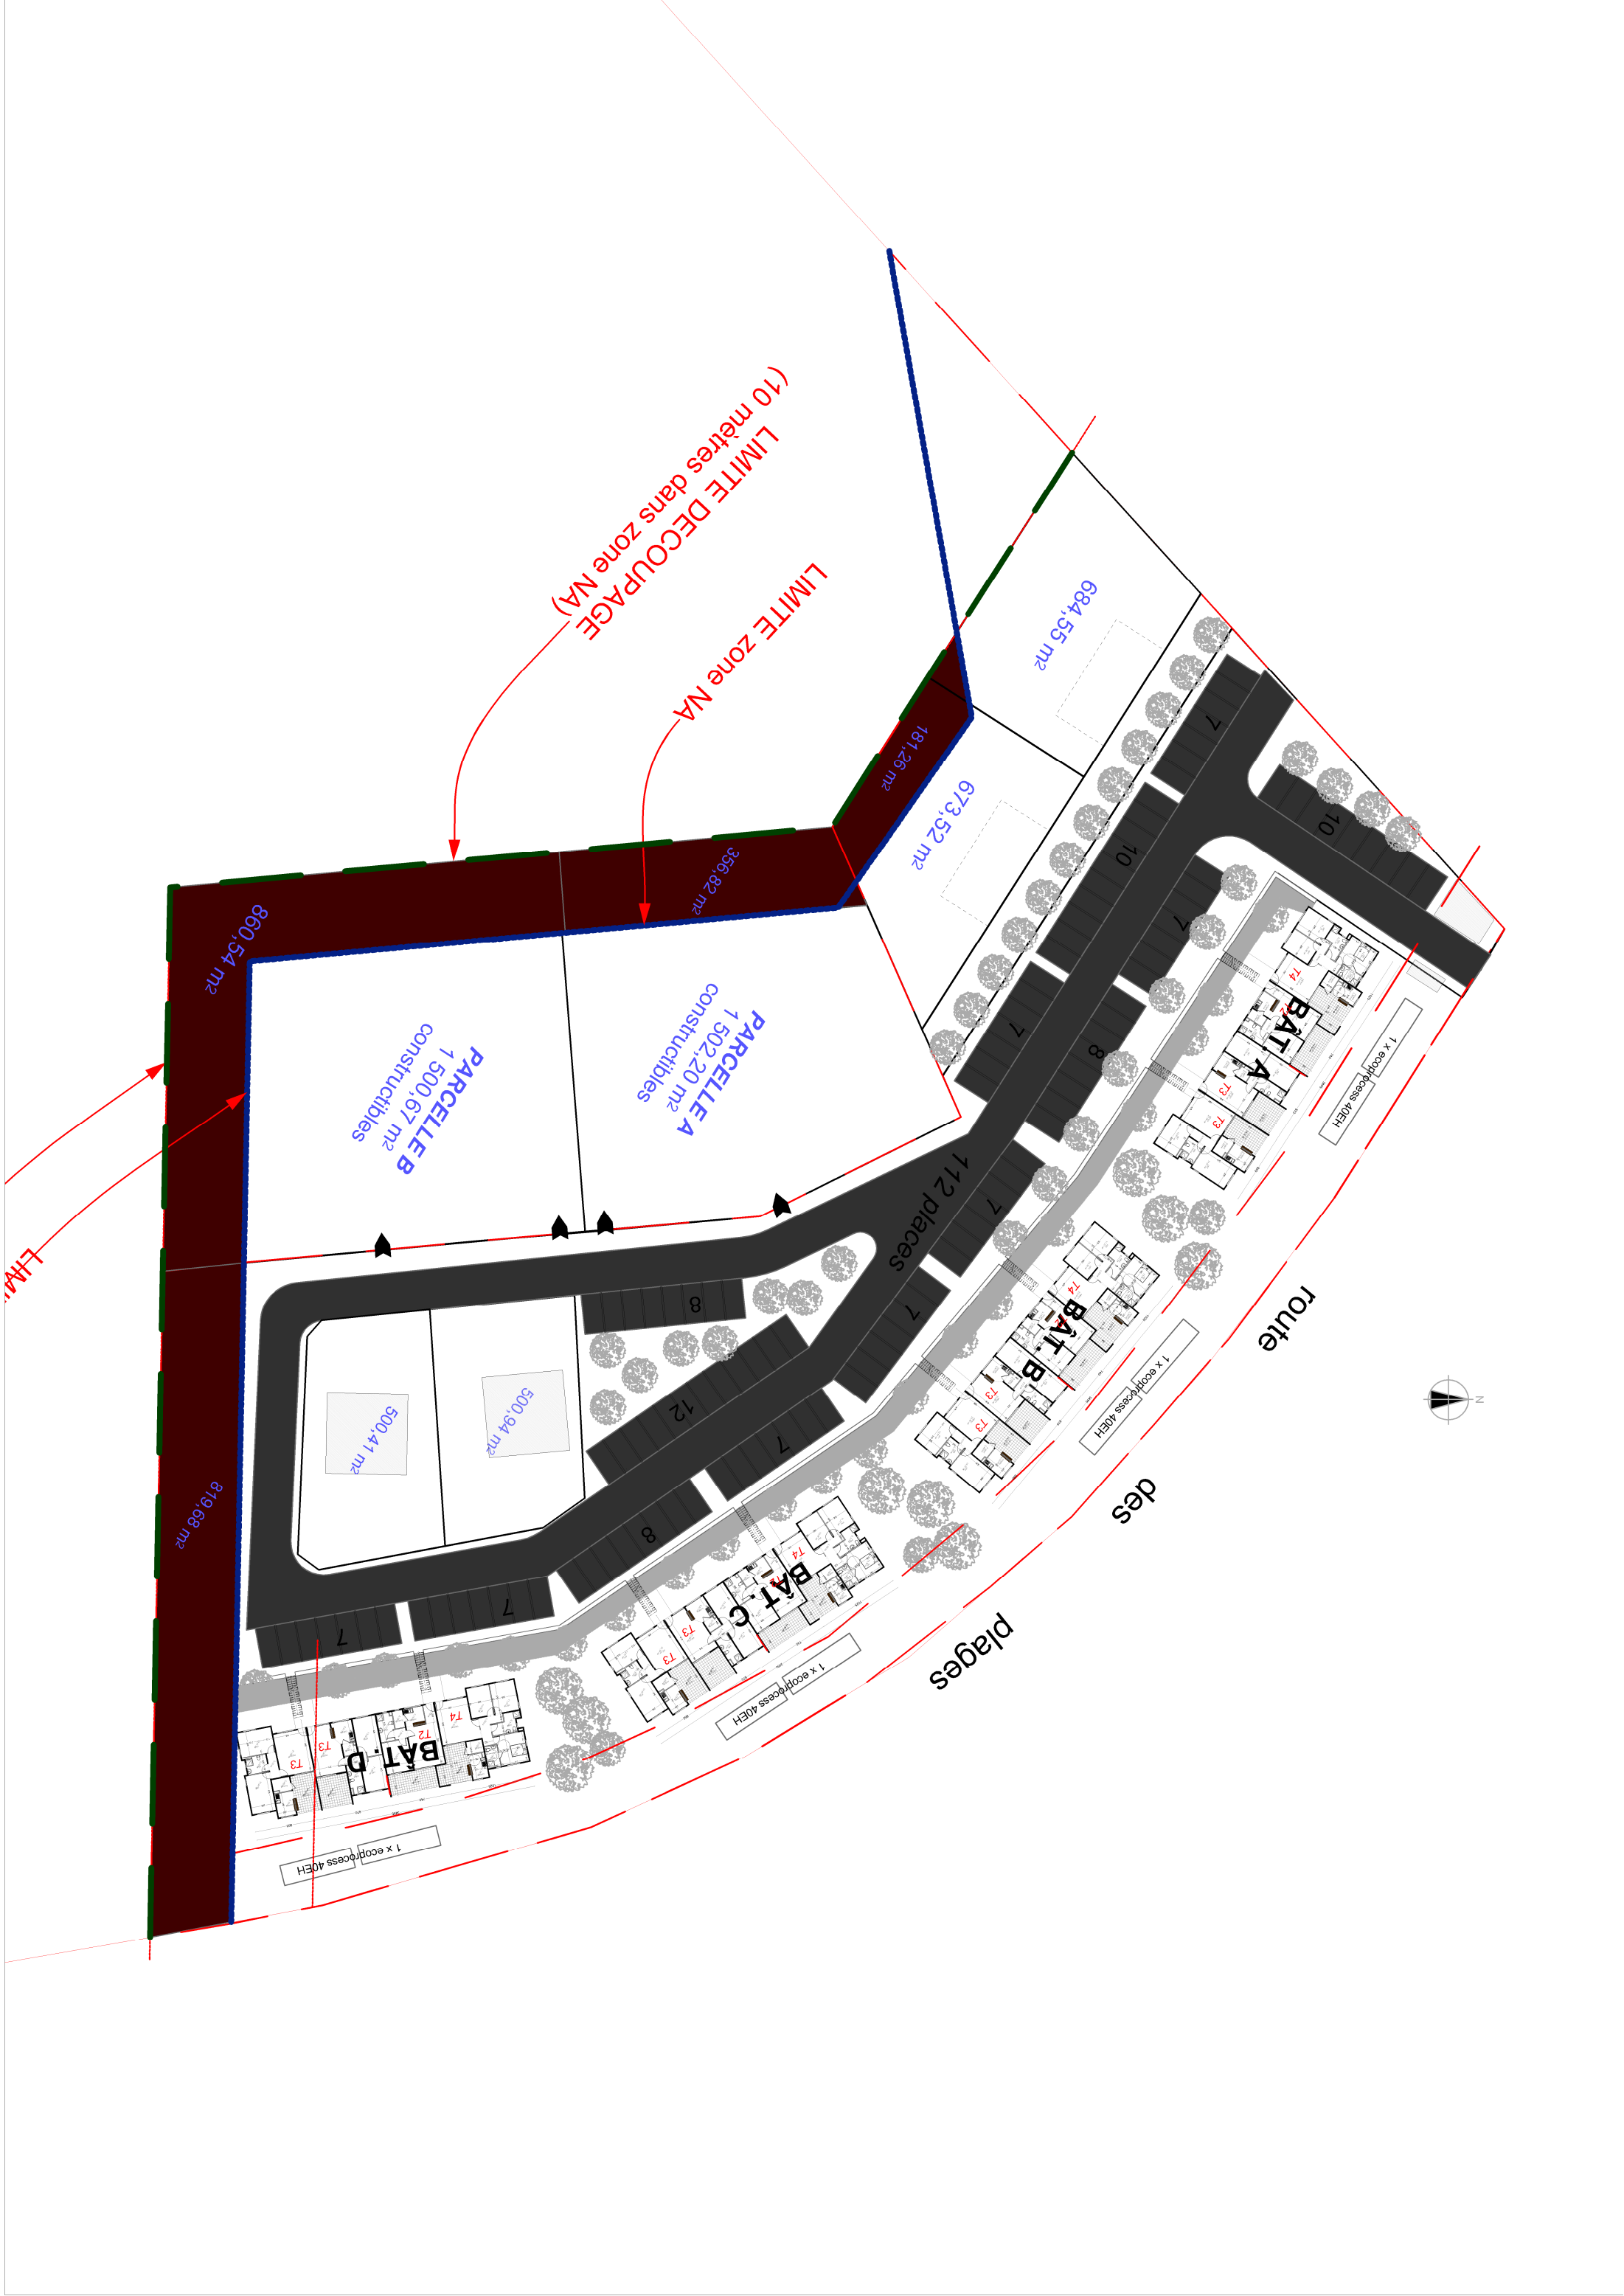 (10 mètres dans zone NA)
LIMITE DECOUPAGE
LIMITE zone NA
684,55 m²
181,26 m²
673,52 m²
356,82 m²
860,54 m²
PARCELLE A
1 502,20 m²
constructibles
PARCELLE B
1 500,67 m²
constructibles
819,68 m²
500,41 m²
500,94 m²
112 places
7
10
10
7
7
8
7
7
8
12
7
8
7
7
BÂT. A
T4
T2
T3
T3
1 x ecoprocess 40EH
BÂT. B
T4
T3
T3
1 x ecoprocess 40EH
BÂT. C
T4
T3
T3
1 x ecoprocess 40EH
BÂT D
T4
T2
T3
T3
1 x ecoprocess 40EH
route
des
plages
N